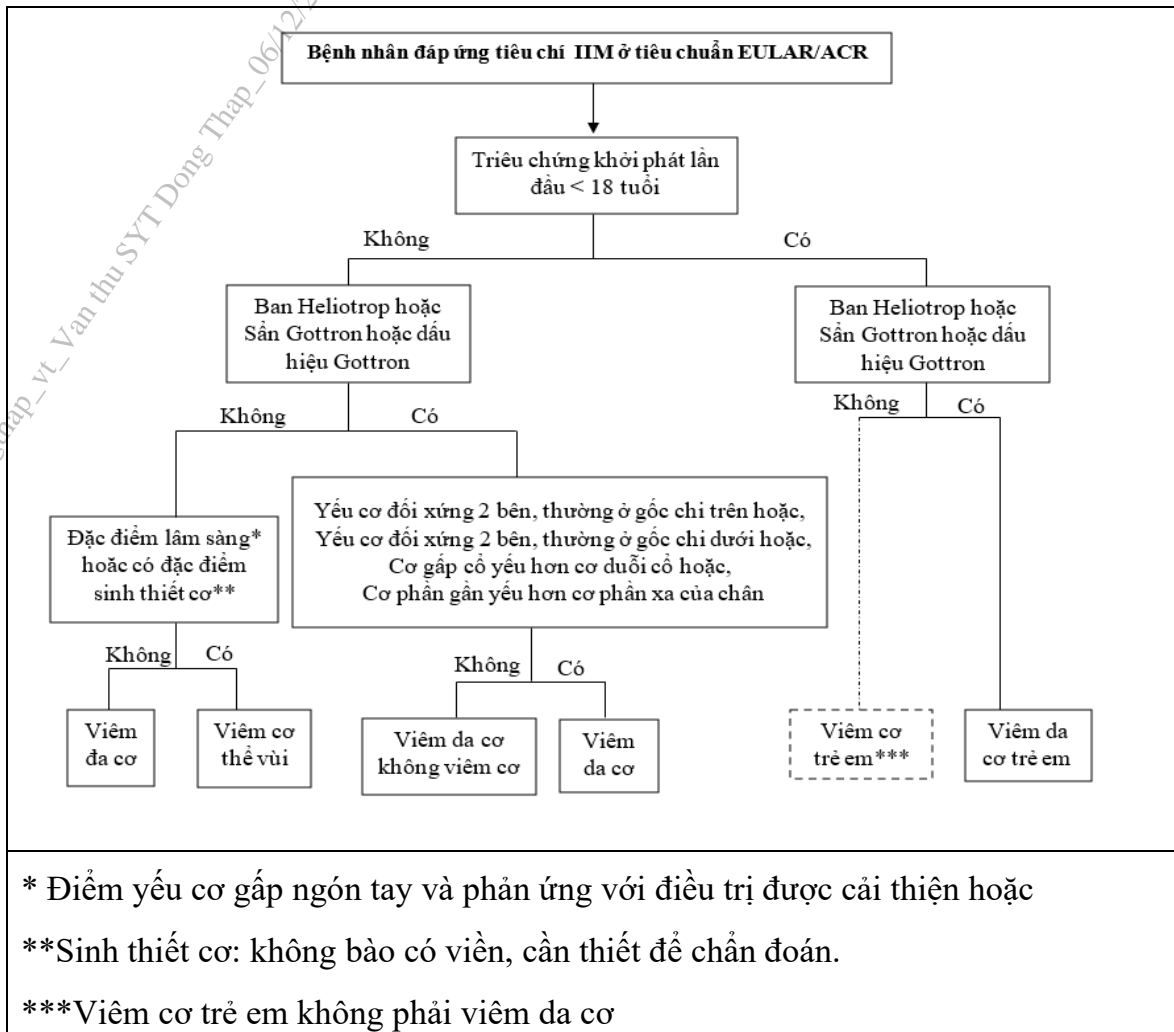 Bệnh nhân đáp ứng tiêu chí IIM ở tiêu chuẩn EULAR/ACR
Triêu chứng khởi phát lần
đầu < 18 tuổi
Không
Có
Ban Heliotrop hoặc
Sẩn Gottron hoặc dấu
hiệu Gottron
Ban Heliotrop hoặc
Sẩn Gottron hoặc dấu
hiệu Gottron
Không
Có
Không
Có
Đặc điểm lâm sàng*
hoặc có đặc điểm
sinh thiết cơ**
Yếu cơ đối xứng 2 bên, thường ở gốc chi trên hoặc,
Yếu cơ đối xứng 2 bên, thường ở gốc chi dưới hoặc,
Cơ gấp cổ yếu hơn cơ duỗi cổ hoặc,
Cơ phần gần yếu hơn cơ phần xa của chân
Không
Có
Không
Có
Viêm
đa cơ
Viêm cơ
thể vùi
Viêm da cơ
không viêm cơ
Viêm
da cơ
Viêm cơ
trẻ em***
Viêm da
cơ trẻ em
* Điểm yếu cơ gấp ngón tay và phản ứng với điều trị được cải thiện hoặc
**Sinh thiết cơ: không bào có viền, cần thiết để chẩn đoán.
***Viêm cơ trẻ em không phải viêm da cơ
_vt_Van thu SYT Dong Thap_06/12/